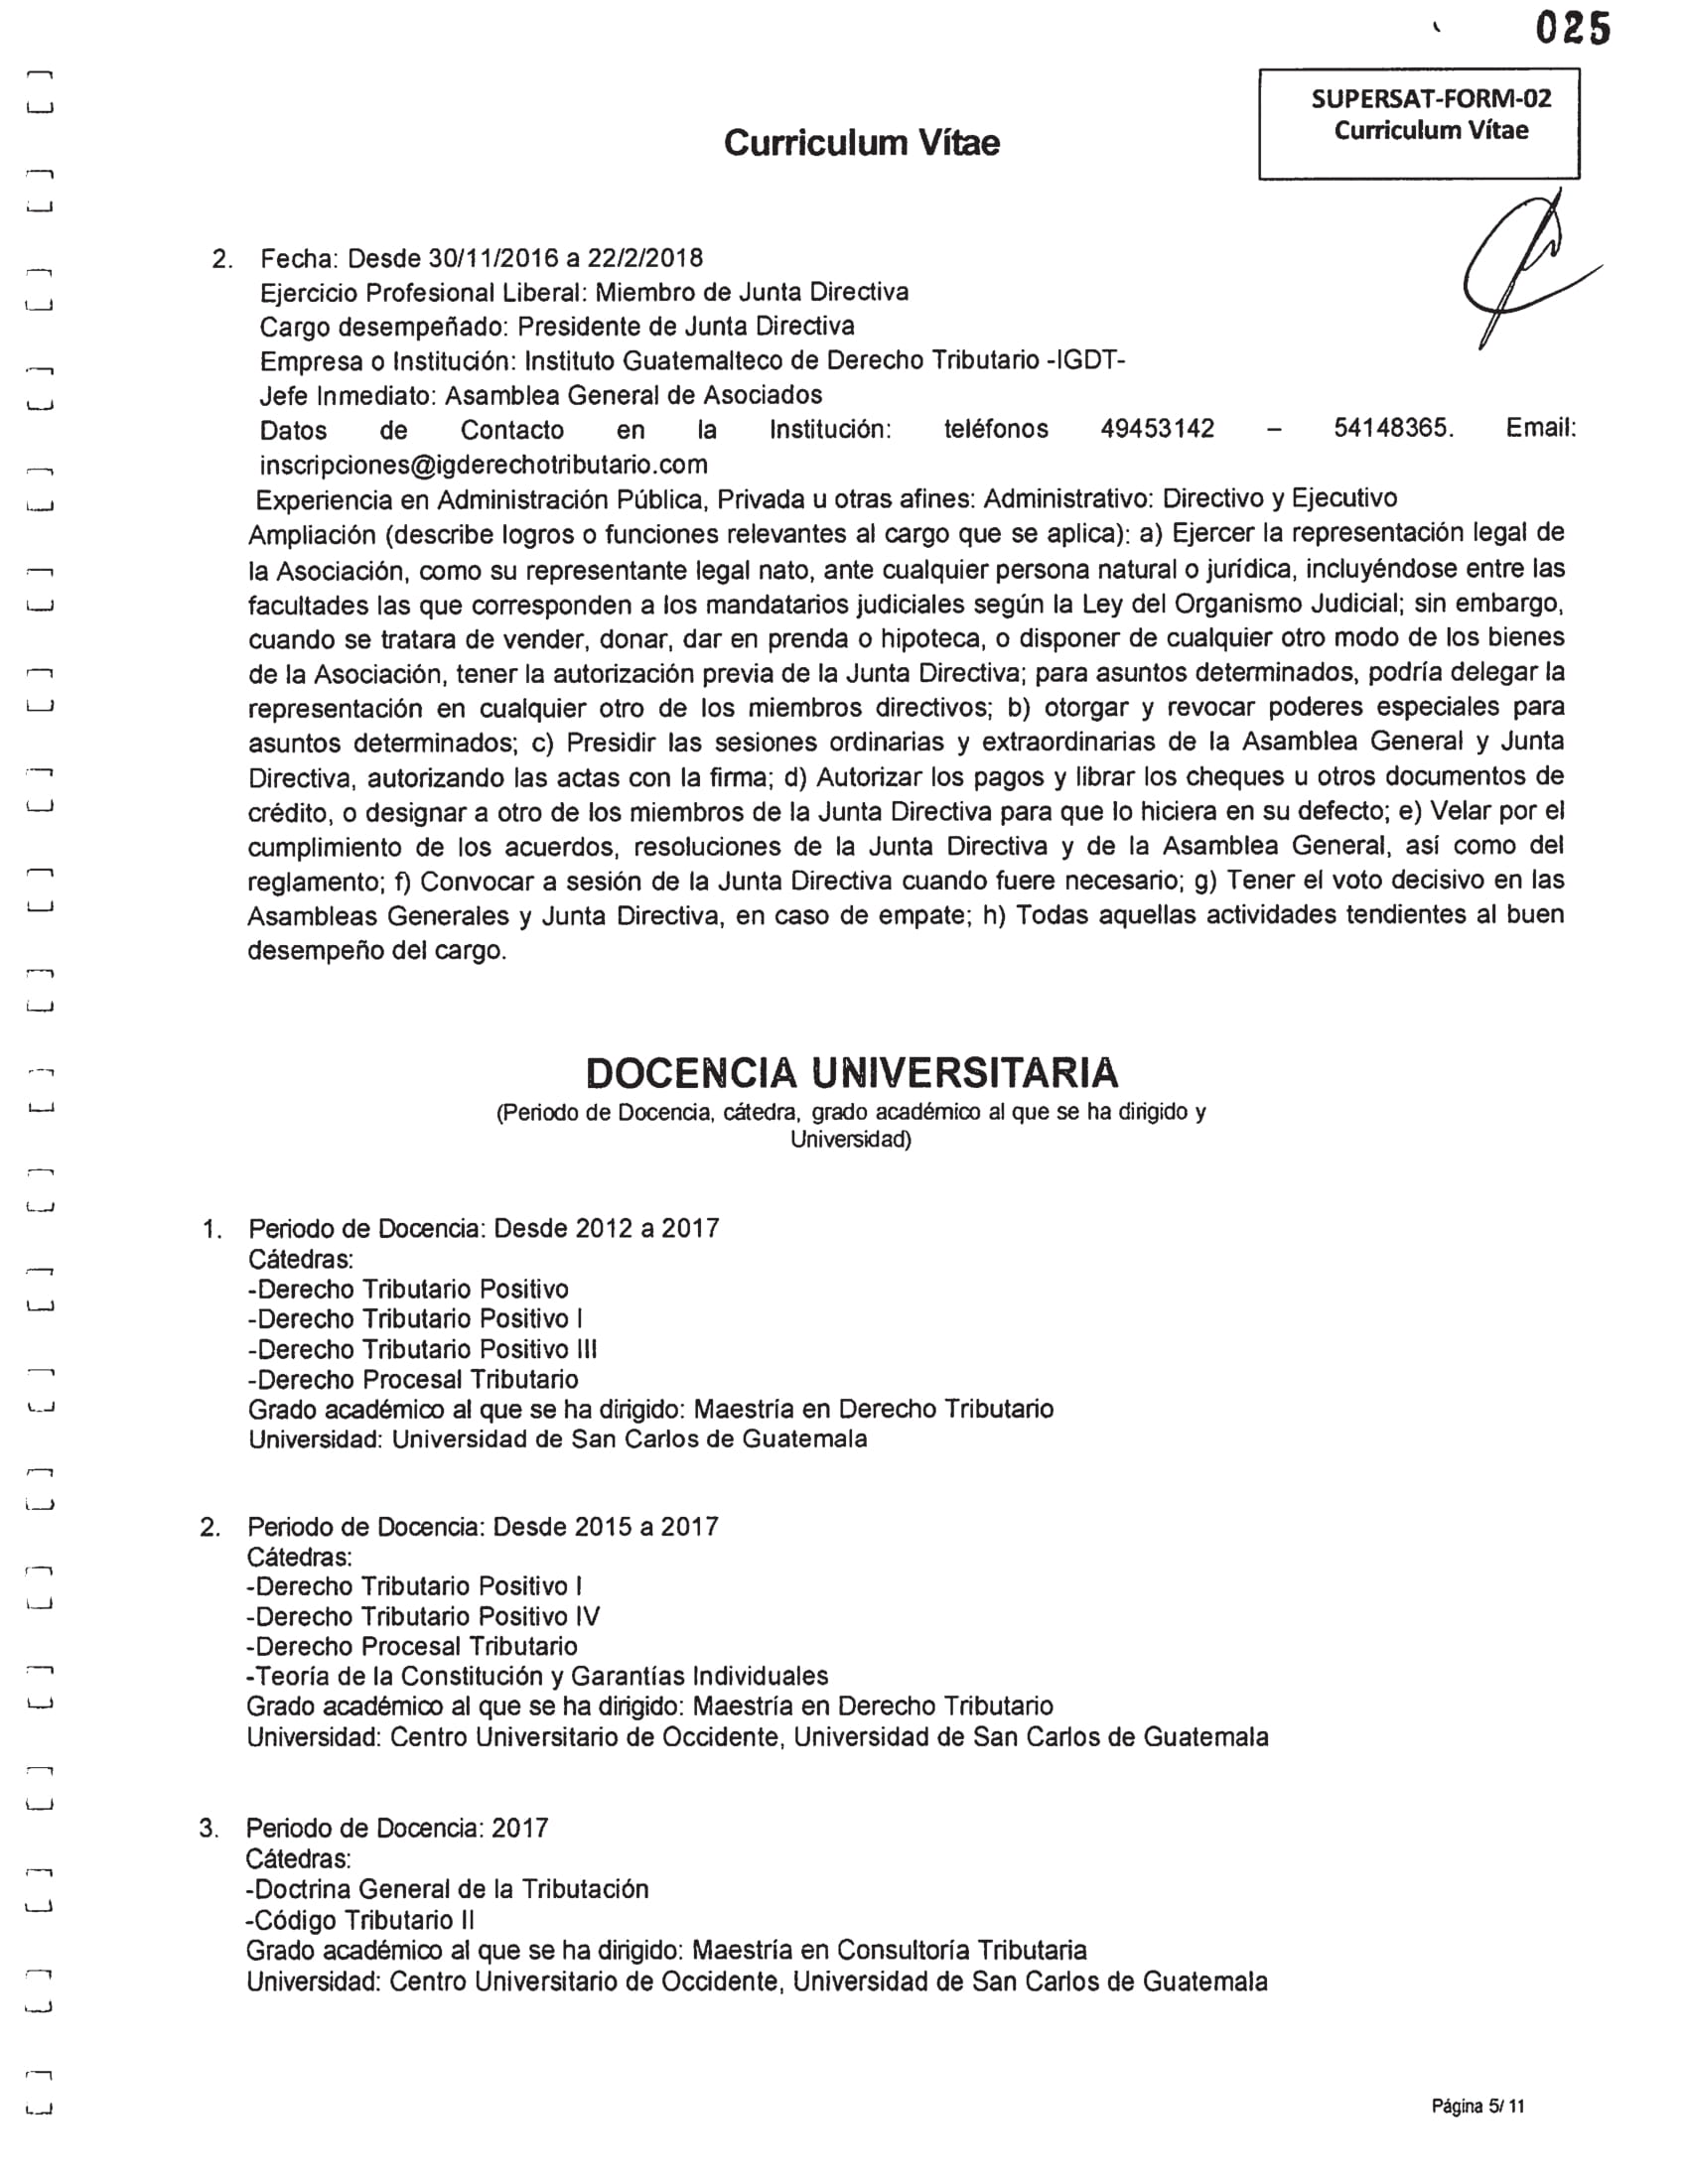 025
SUPERSAT-FORM-02
Curriculum Vítae
Curriculum Vítae
2. Fecha: Desde 30/11/2016 a 22/2/2018
Ejercicio Profesional Liberal: Miembro de Junta Directiva
Cargo desempeñado: Presidente de Junta Directiva
Empresa o Institución: Instituto Guatemalteco de Derecho Tributario -IGDT-
Jefe Inmediato: Asamblea General de Asociados
Datos de Contacto en la Institución: teléfonos 49453142 – 54148365. Email:
inscripciones@igderechotributario.com
Experiencia en Administración Pública, Privada u otras afines: Administrativo: Directivo y Ejecutivo
Ampliación (describe logros o funciones relevantes al cargo que se aplica): a) Ejercer la representación legal de
la Asociación, como su representante legal nato, ante cualquier persona natural o jurídica, incluyéndose entre las
facultades las que corresponden a los mandatarios judiciales según la Ley del Organismo Judicial; sin embargo,
cuando se tratara de vender, donar, dar en prenda o hipoteca, o disponer de cualquier otro modo de los bienes
de la Asociación, tener la autorización previa de la Junta Directiva; para asuntos determinados, podría delegar la
representación en cualquier otro de los miembros directivos; b) otorgar y revocar poderes especiales para
asuntos determinados; c) Presidir las sesiones ordinarias y extraordinarias de la Asamblea General y Junta
Directiva, autorizando las actas con la firma; d) Autorizar los pagos y librar los cheques u otros documentos de
crédito, o designar a otro de los miembros de la Junta Directiva para que lo hiciera en su defecto; e) Velar por el
cumplimiento de los acuerdos, resoluciones de la Junta Directiva y de la Asamblea General, así como del
reglamento; f) Convocar a sesión de la Junta Directiva cuando fuere necesario; g) Tener el voto decisivo en las
Asambleas Generales y Junta Directiva, en caso de empate; h) Todas aquellas actividades tendientes al buen
desempeño del cargo.
DOCENCIA UNIVERSITARIA
(Periodo de Docencia, cátedra, grado académico al que se ha dirigido y
Universidad)
1. Periodo de Docencia: Desde 2012 a 2017
Cátedras:
-Derecho Tributario Positivo
-Derecho Tributario Positivo I
-Derecho Tributario Positivo III
-Derecho Procesal Tributario
Grado académico al que se ha dirigido: Maestría en Derecho Tributario
Universidad: Universidad de San Carlos de Guatemala
2. Periodo de Docencia: Desde 2015 a 2017
Cátedras:
-Derecho Tributario Positivo I
-Derecho Tributario Positivo IV
-Derecho Procesal Tributario
-Teoría de la Constitución y Garantías Individuales
Grado académico al que se ha dirigido: Maestría en Derecho Tributario
Universidad: Centro Universitario de Occidente, Universidad de San Carlos de Guatemala
3. Periodo de Docencia: 2017
Cátedras:
-Doctrina General de la Tributación
-Código Tributario II
Grado académico al que se ha dirigido: Maestría en Consultoría Tributaria
Universidad: Centro Universitario de Occidente, Universidad de San Carlos de Guatemala
Página 5/ 11